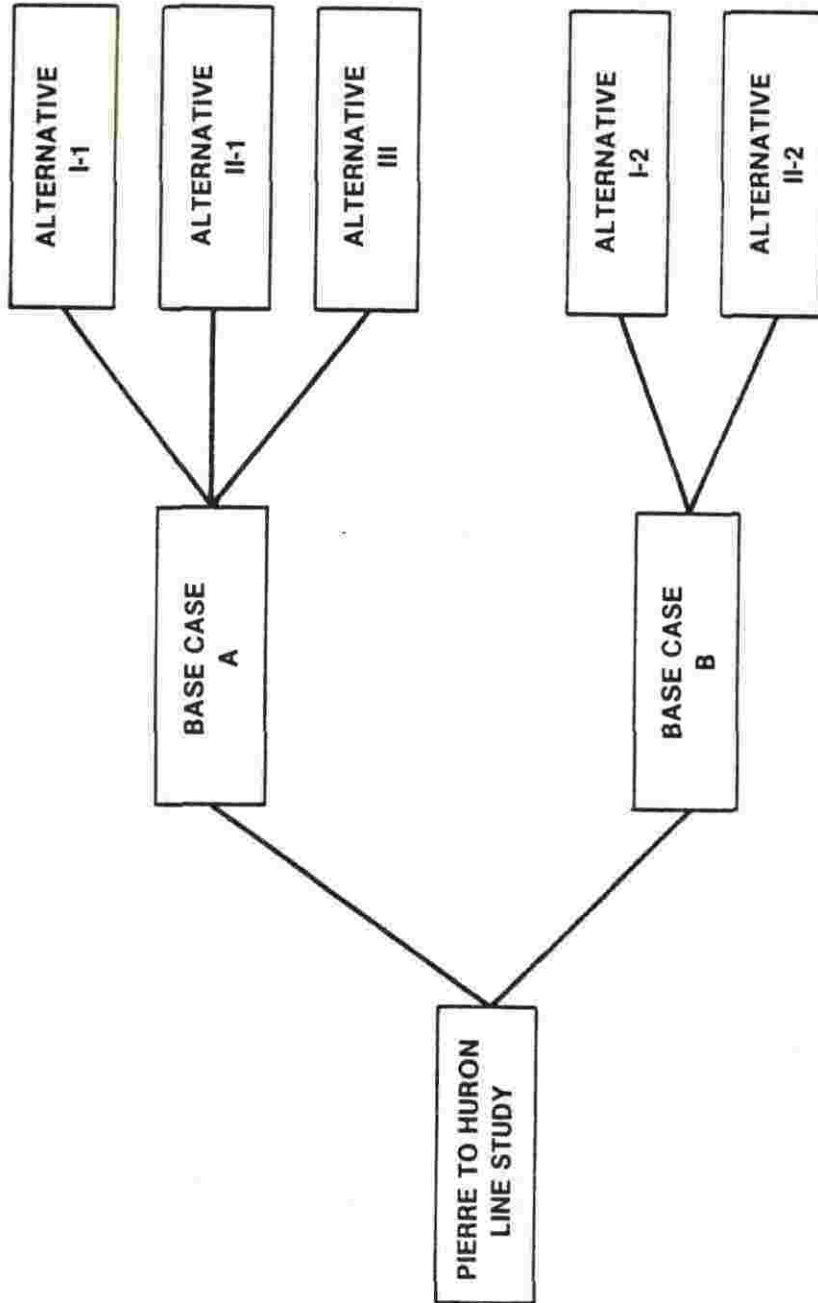 PIERRE TO HURON
LINE STUDY
BASE CASE
A
BASE CASE
B
ALTERNATIVE
I-1
ALTERNATIVE
II-1
ALTERNATIVE
III
ALTERNATIVE
I-2
ALTERNATIVE
II-2